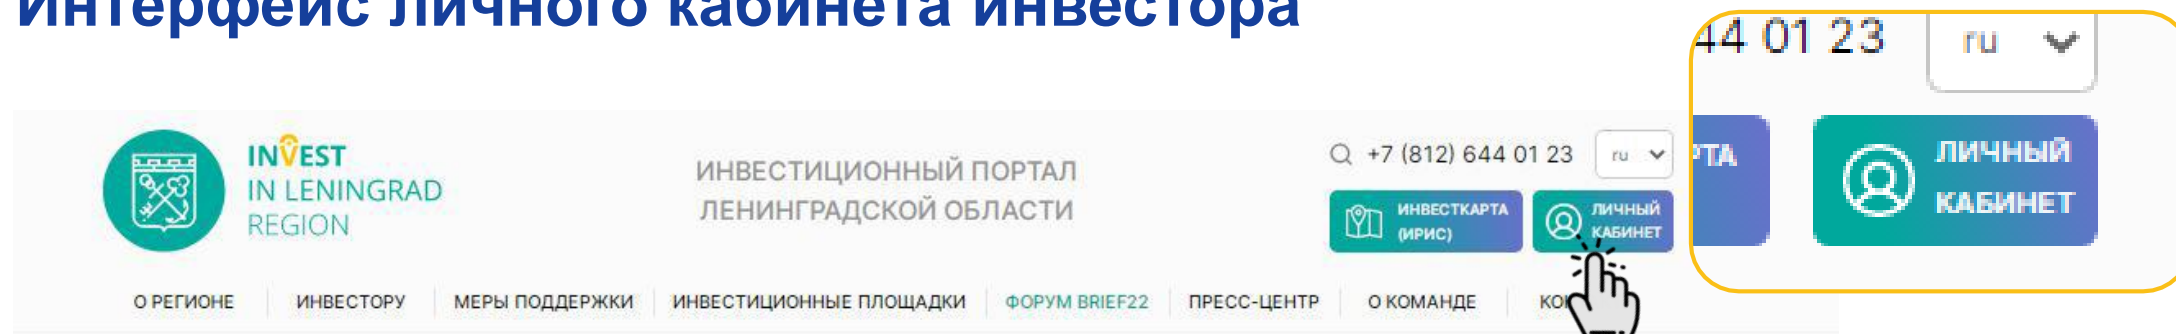 Интерфейс личного кабинета инвестора
44 01 23 ru
РТА ЛИЧНЫЙ
КАБИНЕТ
INVEST
IN LENINGRAD
REGION
ИНВЕСТИЦИОННЫЙ ПОРТАЛ
ЛЕНИНГРАДСКОЙ ОБЛАСТИ
+7 (812) 644 01 23 ru
ИНВЕСТКАРТА
(ИРИС)
ЛИЧНЫЙ
КАБИНЕТ
О РЕГИОНЕ ИНВЕСТОРУ МЕРЫ ПОДДЕРЖКИ ИНВЕСТИЦИОННЫЕ ПЛОЩАДКИ ФОРУМ BRIEF22 ПРЕСС-ЦЕНТР О КОМАНДЕ